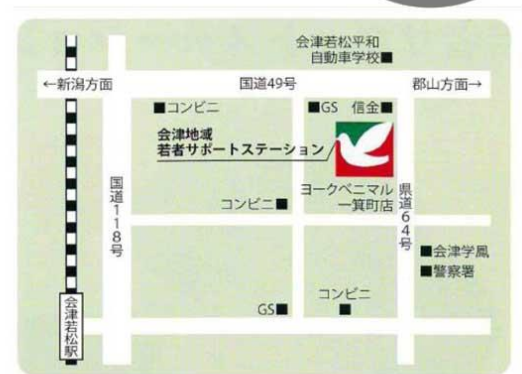 会津若松平和
自動車学校■
←新潟方面
国道49号
郡山方面→
■コンビニ
■GS
信金■
会津地域
若者サポートステーション
ヨークベニマル
一箕町店
国道118号
コンビニ■
県道64号
■会津学鳳
■警察署
会津若松駅
GS■
コンビニ
■